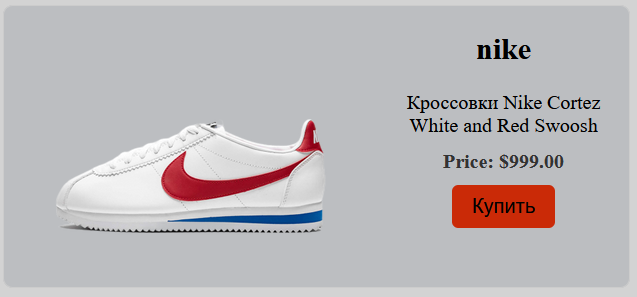 nike
Кроссовки Nike Cortez
White and Red Swoosh
Price: $999.00
Купить